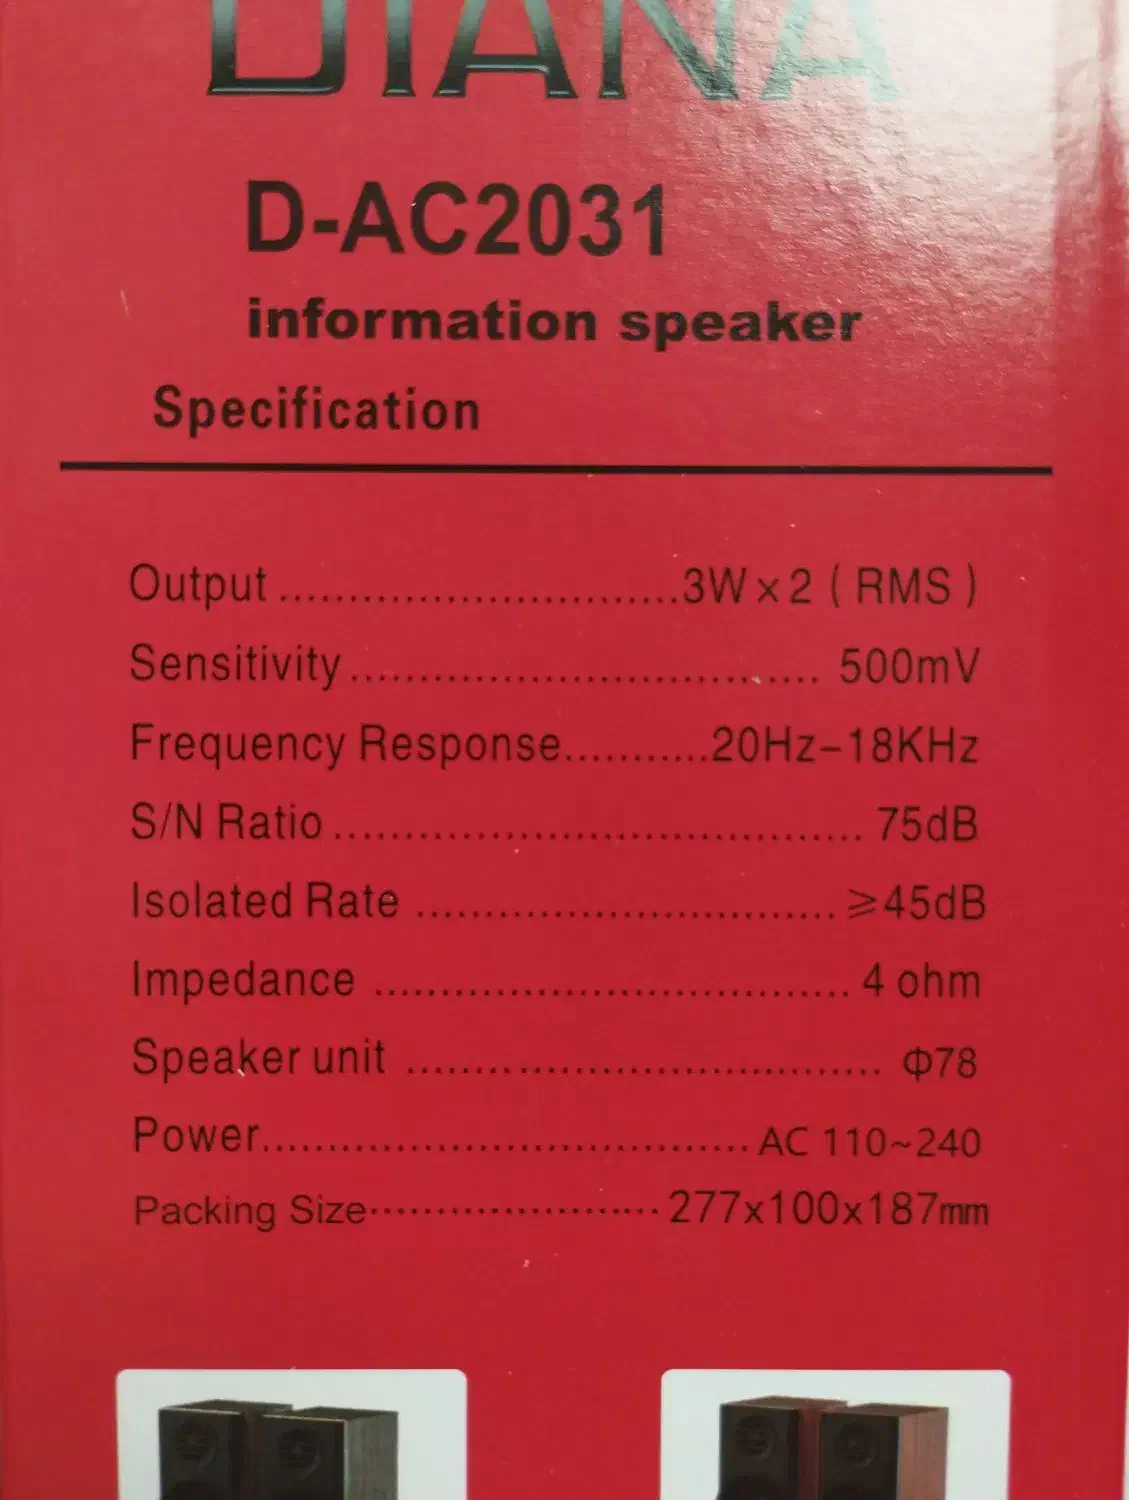 DIANA
D-AC2031
information speaker
Specification
Output..............................3W×2 ( RMS )
Sensitivity.................................. 500mV
Frequency Response...........20Hz–18KHz
S/N Ratio...................................... 75dB
Isolated Rate...............................≥45dB
Impedance................................... 4 ohm
Speaker unit................................... Φ78
Power.....................................AC 110~240
Packing Size······················277x100x187mm